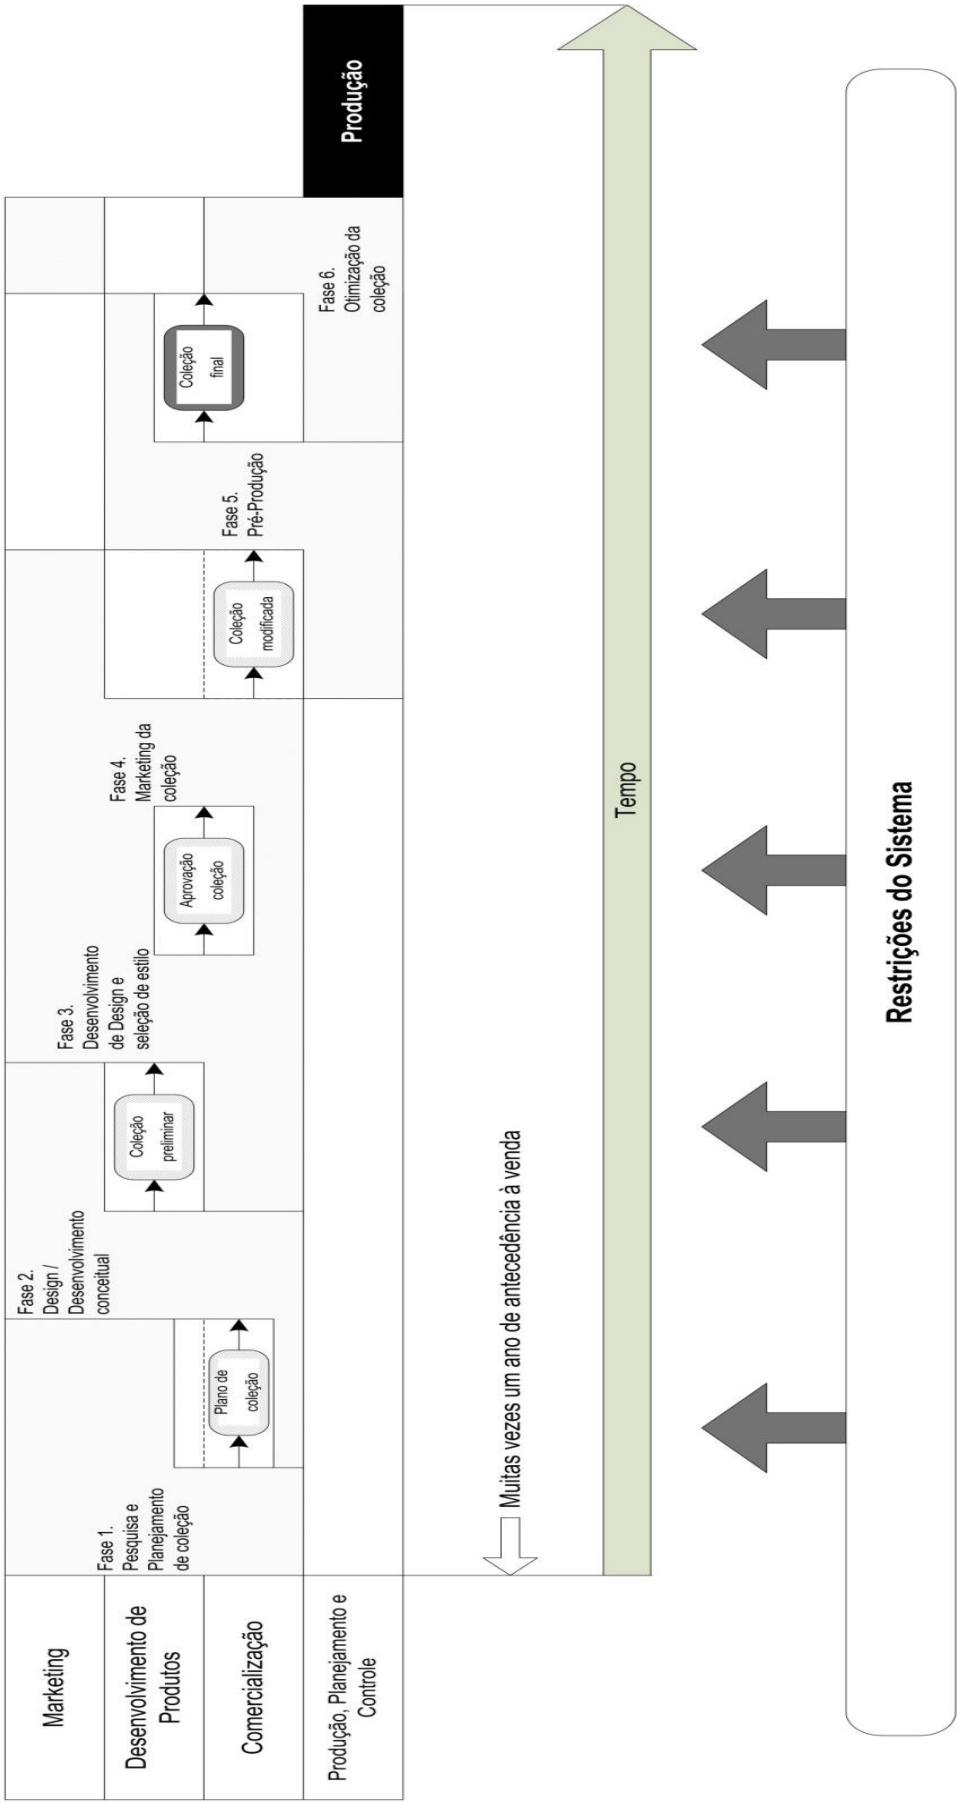 Marketing
Desenvolvimento de
Produtos
Comercialização
Produção, Planejamento e
Controle
Fase 1.
Pesquisa e
Planejamento
de coleção
Plano de
coleção
Fase 2.
Design /
Desenvolvimento
conceitual
Coleção
preliminar
Fase 3.
Desenvolvimento
de Design e
seleção de estilo
Aprovação
coleção
Fase 4.
Marketing da
coleção
Coleção
modificada
Fase 5.
Pré-Produção
Coleção
final
Fase 6.
Otimização da
coleção
Produção
Muitas vezes um ano de antecedência à venda
Tempo
Restrições do Sistema